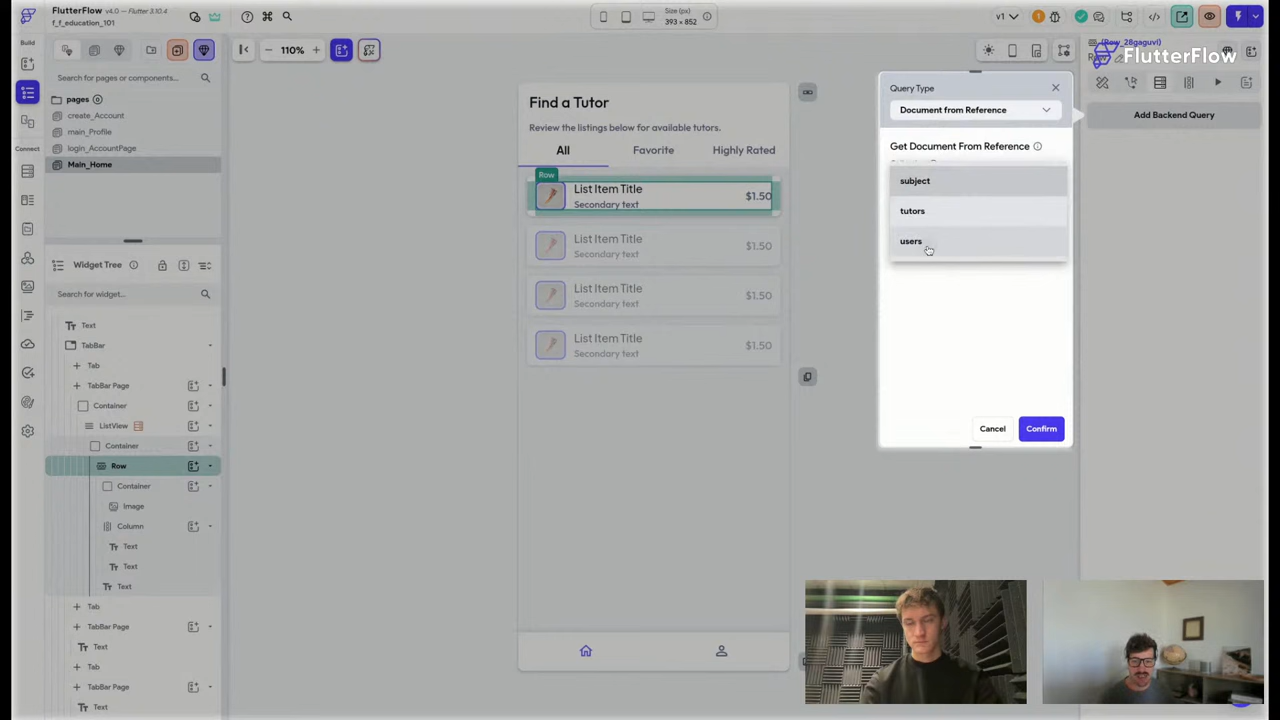 FlutterFlow v4.0 – Flutter 3.10.4
f_f_education_101
Size (px)
393 × 852
v1
1
110%
FlutterFlow
Build
Search for pages or components...
pages
create_Account
main_Profile
login_AccountPage
Main_Home
Connect
Widget Tree
Search for widget...
Text
TabBar
Tab
TabBar Page
Container
ListView
Container
Row
Container
Image
Column
Text
Text
Text
Tab
TabBar Page
Text
Tab
TabBar Page
Text
Find a Tutor
Review the listings below for available tutors.
All
Favorite
Highly Rated
Row
List Item Title
Secondary text
$1.50
List Item Title
Secondary text
$1.50
List Item Title
Secondary text
$1.50
List Item Title
Secondary text
$1.50
Query Type
Document from Reference
Get Document From Reference
subject
tutors
users
Cancel
Confirm
(Row_28gaguvi)
Add Backend Query